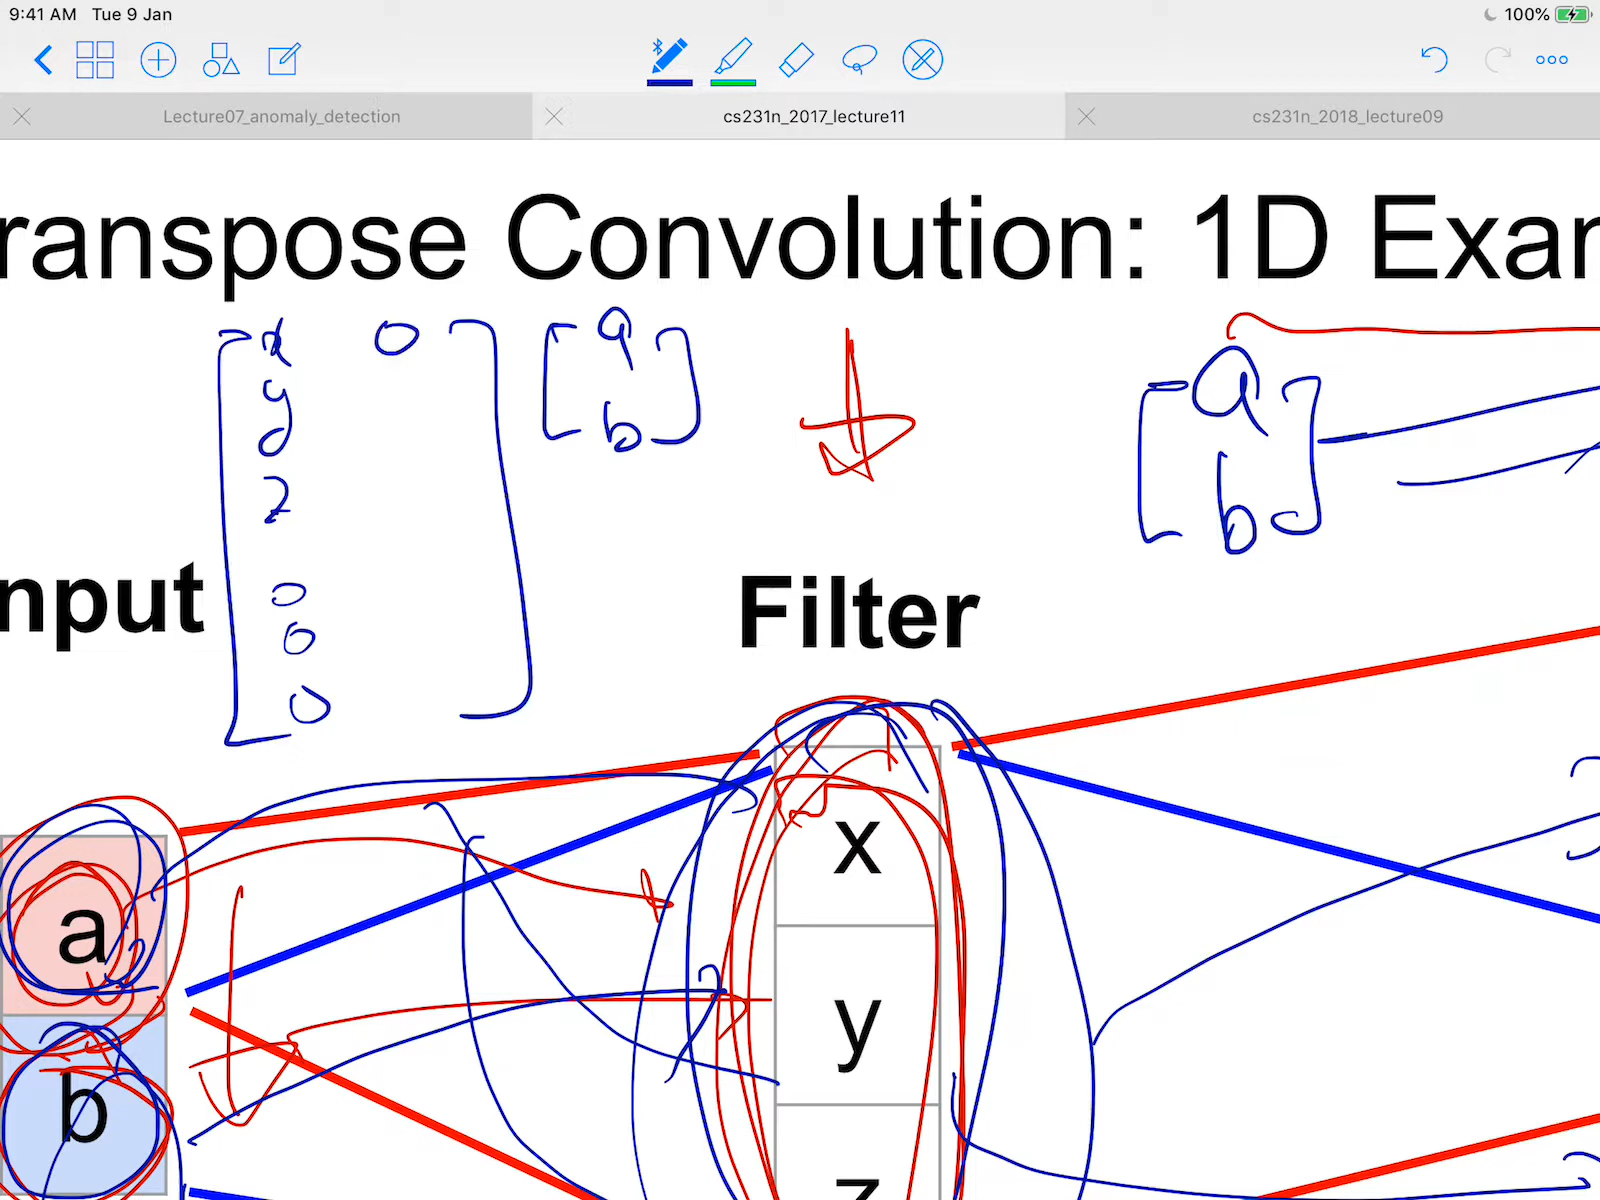 9:41 AM Tue 9 Jan
100%
Lecture07_anomaly_detection
cs231n_2017_lecture11
cs231n_2018_lecture09
ranspose Convolution: 1D Exar
x 0
y
z
0
0
0
a
b
a
b
nput
Filter
a
b
x
y
z